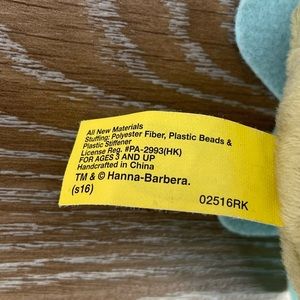 All New Materials
Stuffing: Polyester Fiber, Plastic Beads &
Plastic Stiffener
License Reg. #PA-2993(HK)
FOR AGES 3 AND UP
Handcrafted in China
TM & © Hanna-Barbera.
(s16)
02516RK